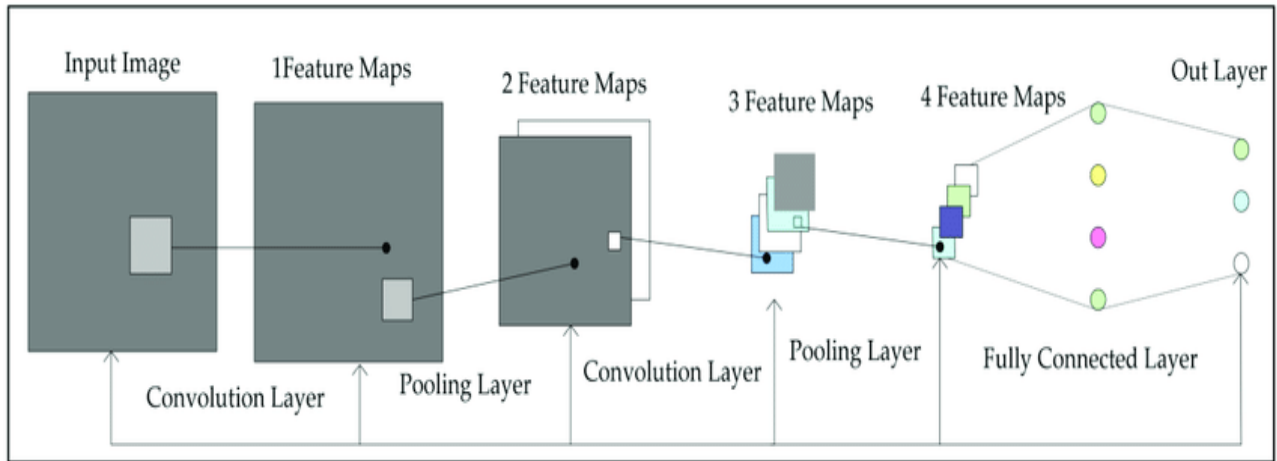 Input Image
1Feature Maps
2 Feature Maps
3 Feature Maps
4 Feature Maps
Out Layer
Convolution Layer
Pooling Layer
Convolution Layer
Pooling Layer
Fully Connected Layer